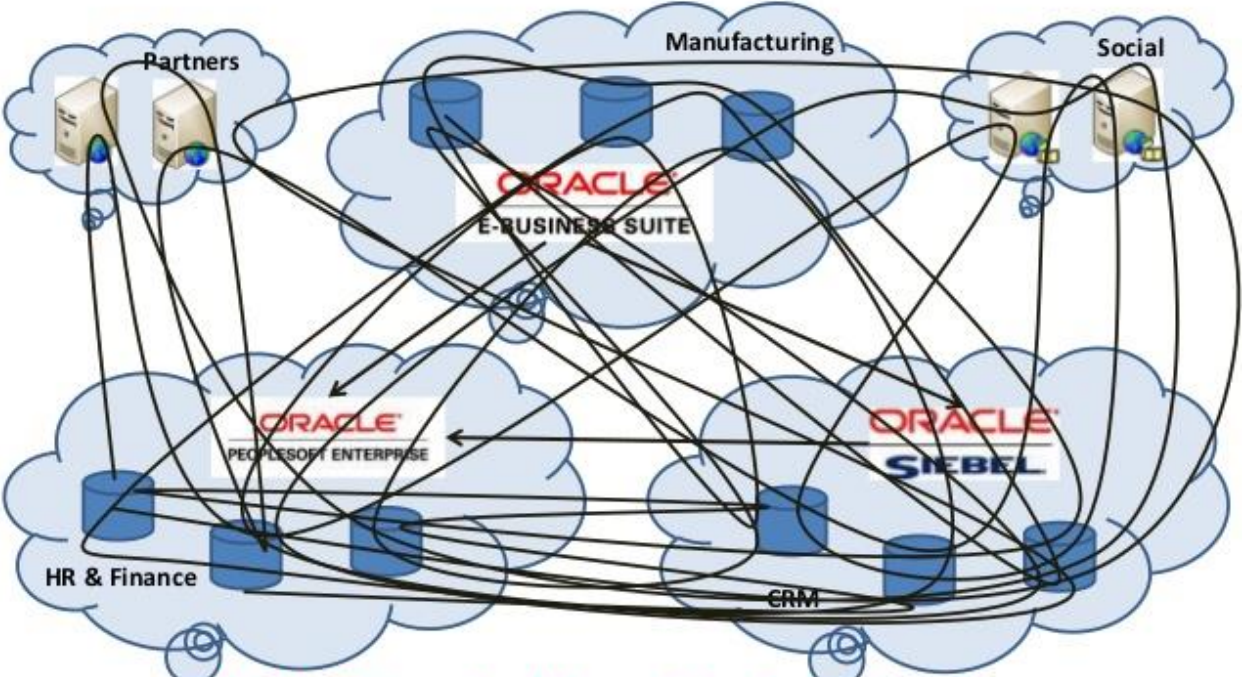 Partners
Manufacturing
Social
ORACLE
E-BUSINESS SUITE
ORACLE
PEOPLESOFT ENTERPRISE
ORACLE
SIEBEL
HR & Finance
CRM